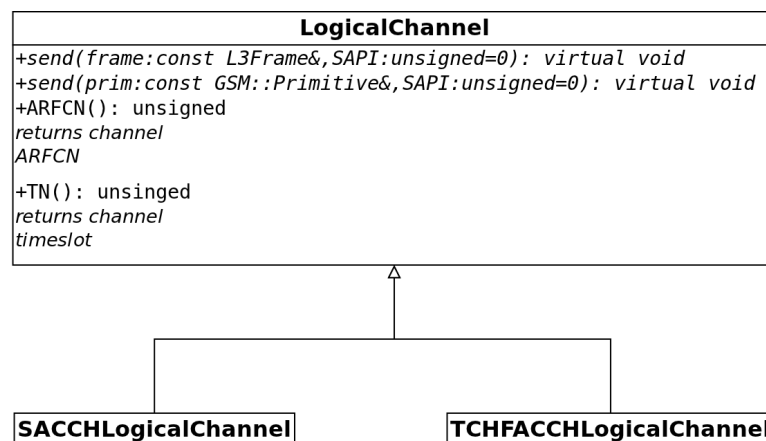 LogicalChannel
+send(frame:const L3Frame&,SAPI:unsigned=0): virtual void
+send(prim:const GSM::Primitive&,SAPI:unsigned=0): virtual void
+ARFCN(): unsigned
returns channel
ARFCN
+TN(): unsinged
returns channel
timeslot
SACCHLogicalChannel
TCHFACCHLogicalChannel